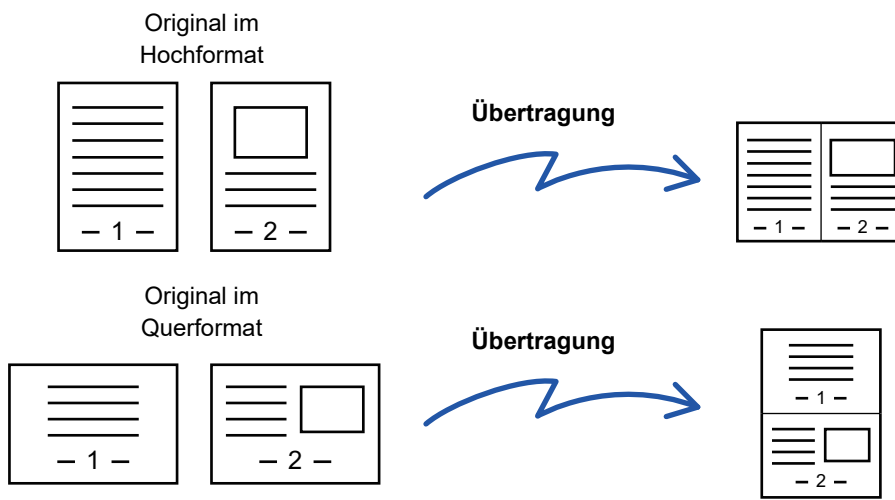 Original im
Hochformat
Übertragung
– 1 –
– 2 –
– 1 –
– 2 –
Original im
Querformat
Übertragung
– 1 –
– 2 –
– 1 –
– 2 –